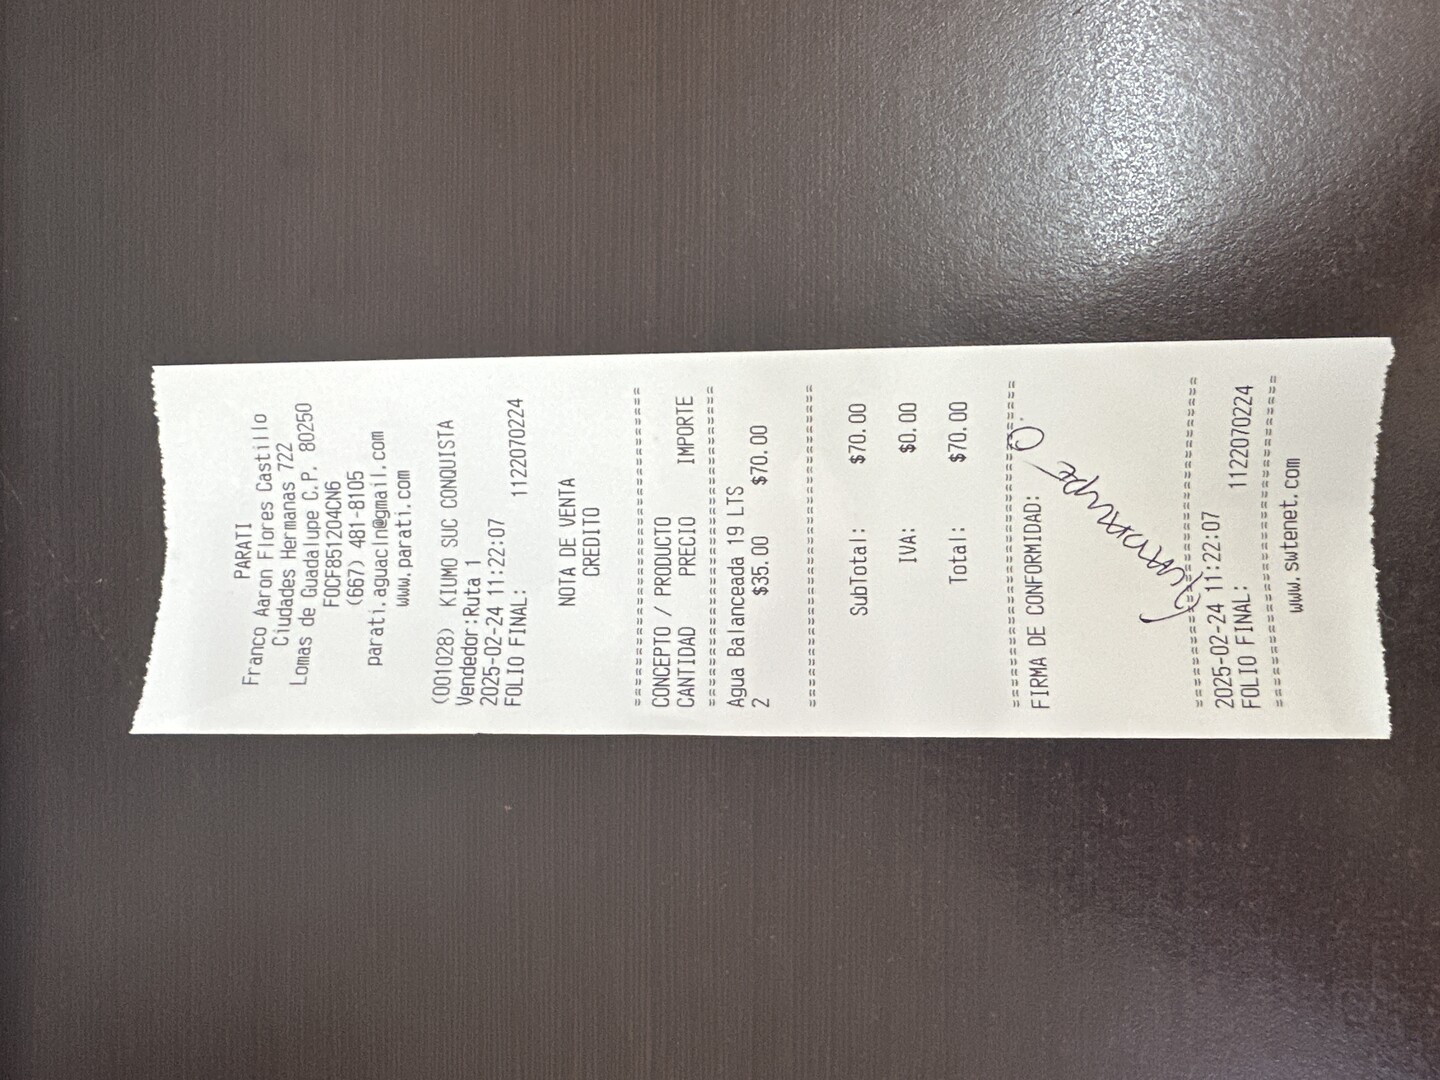 PARATI
Franco Aaron Flores Castillo
Ciudades Hermanas 722
Lomas de Guadalupe C.P. 80250
FOCF851204CN6
(667) 481-8105
parati.aguacln@gmail.com
www.parati.com
(001028) KIUMO SUC CONQUISTA
Vendedor:Ruta 1
2025-02-24 11:22:07
FOLIO FINAL: 1122070224
NOTA DE VENTA
CREDITO
==============================
CONCEPTO / PRODUCTO
CANTIDAD PRECIO IMPORTE
==============================
Agua Balanceada 19 LTS
2 $35.00 $70.00
==============================
SubTotal: $70.00
IVA: $0.00
Total: $70.00
==============================
FIRMA DE CONFORMIDAD:
Guadalupe O.
==============================
2025-02-24 11:22:07
FOLIO FINAL: 1122070224
==============================
www.swtenet.com